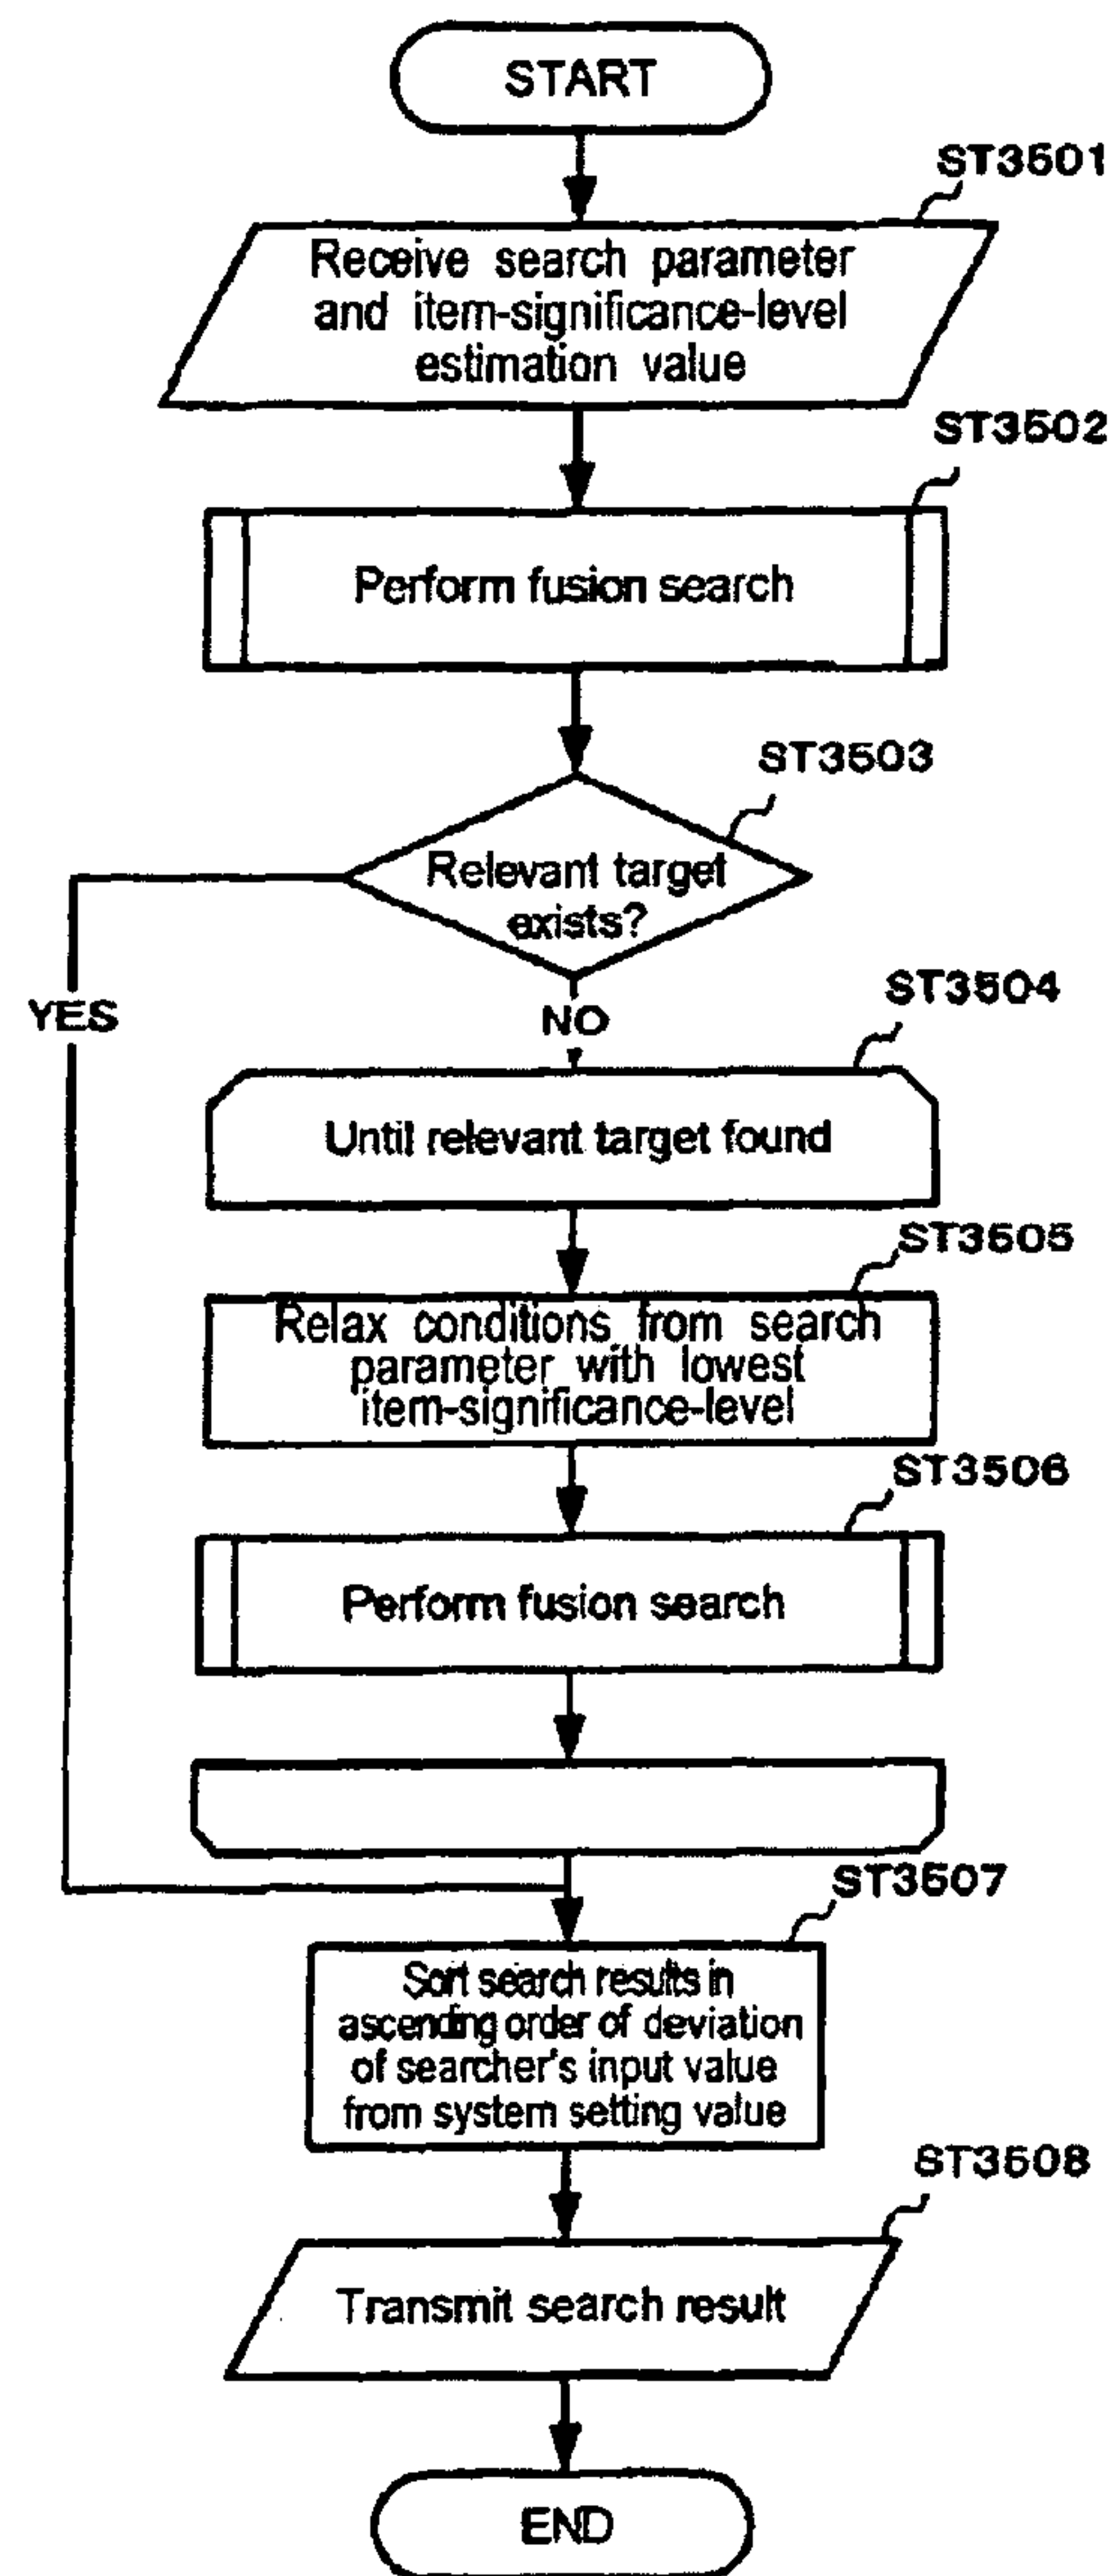 START
ST3501
Receive search parameter
and item-significance-level
estimation value
ST3502
Perform fusion search
ST3503
Relevant target
exists?
YES
NO
ST3504
Until relevant target found
ST3505
Relax conditions from search
parameter with lowest
item-significance-level
ST3506
Perform fusion search
ST3507
Sort search results in
ascending order of deviation
of searcher's input value
from system setting value
ST3508
Transmit search result
END